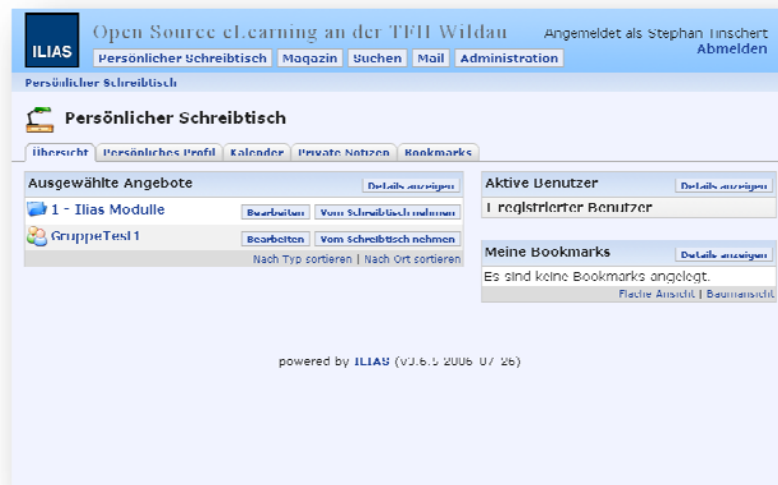 ILIAS
Open Source eLearning an der TFH Wildau
Angemeldet als Stephan Tinschert
Abmelden
Persönlicher Schreibtisch Magazin Suchen Mail Administration
Persönlicher Schreibtisch
Persönlicher Schreibtisch
Übersicht Persönliches Profil Kalender Private Notizen Bookmarks
Ausgewählte Angebote Details anzeigen
1 - Ilias Modulle Bearbeiten Vom Schreibtisch nehmen
GruppeTest1 Bearbeiten Vom Schreibtisch nehmen
Nach Typ sortieren | Nach Ort sortieren
Aktive Benutzer Details anzeigen
1 registrierter Benutzer
Meine Bookmarks Details anzeigen
Es sind keine Bookmarks angelegt.
Flache Ansicht | Baumansicht
powered by ILIAS (v3.6.5 2006-07-26)